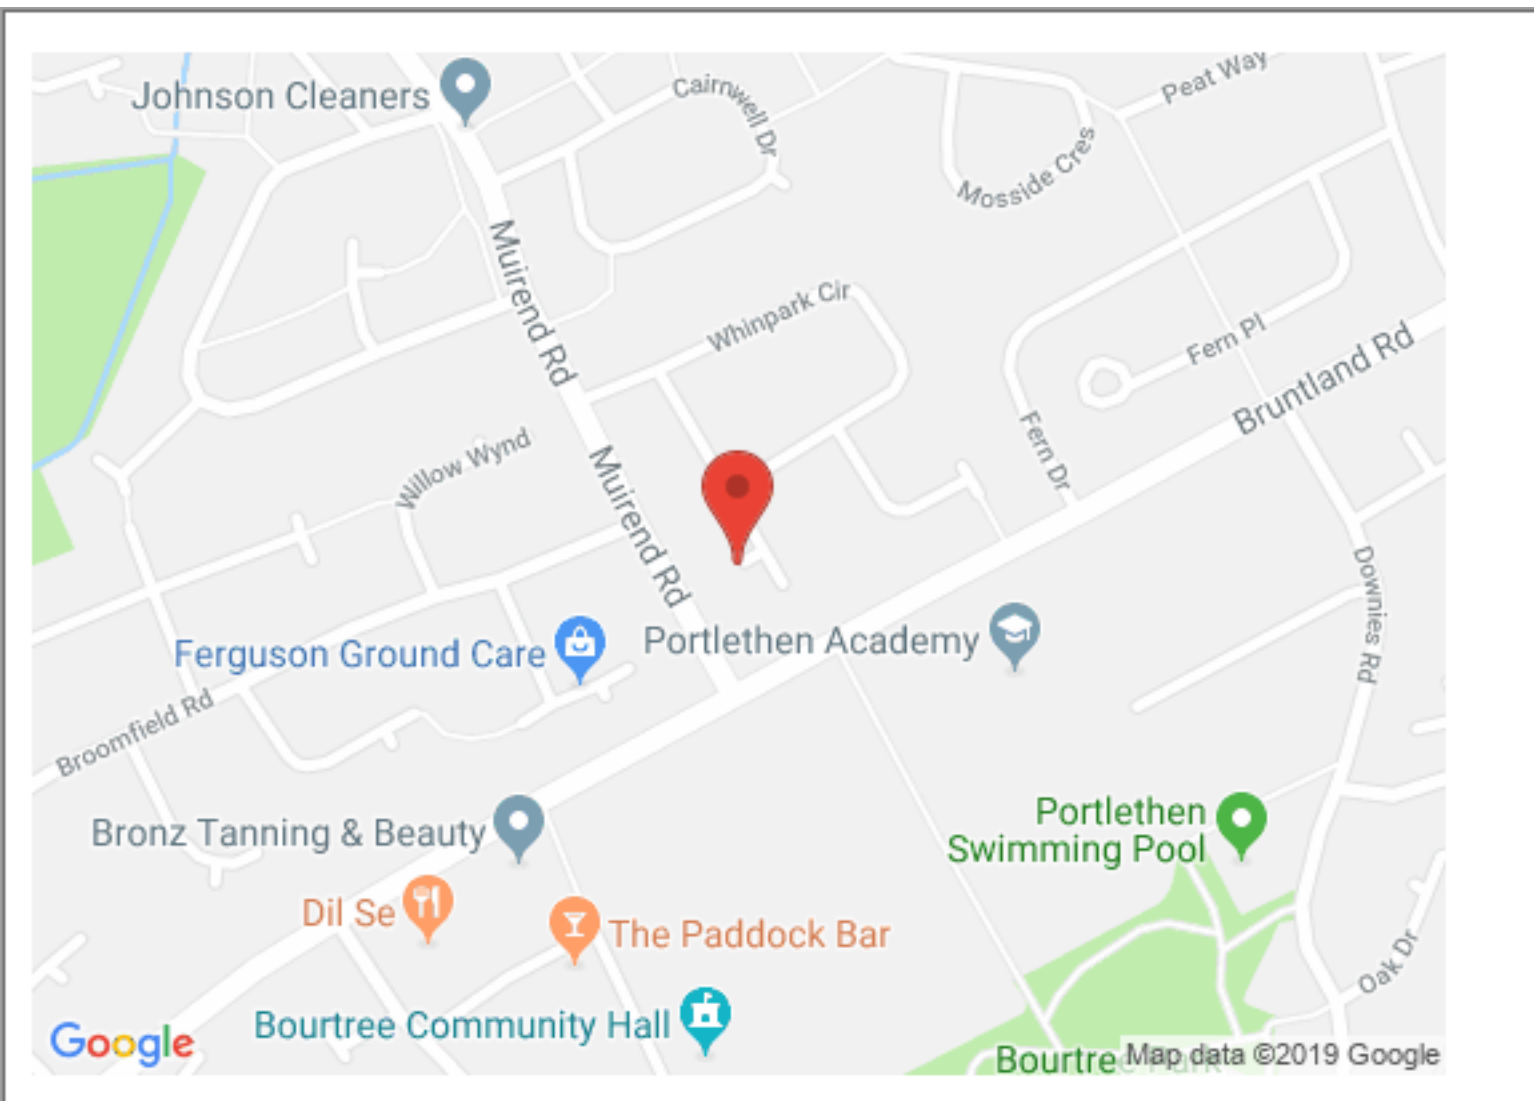 Johnson Cleaners
Cairnwell Dr
Peat Way
Mosside Cres
Muirend Rd
Whinpark Cir
Fern Pl
Bruntland Rd
Fern Dr
Willow Wynd
Muirend Rd
Downies Rd
Ferguson Ground Care
Portlethen Academy
Broomfield Rd
Bronz Tanning & Beauty
Portlethen
Swimming Pool
Dil Se
The Paddock Bar
Oak Dr
Bourtree Community Hall
Google
Bourtree Park
Map data ©2019 Google